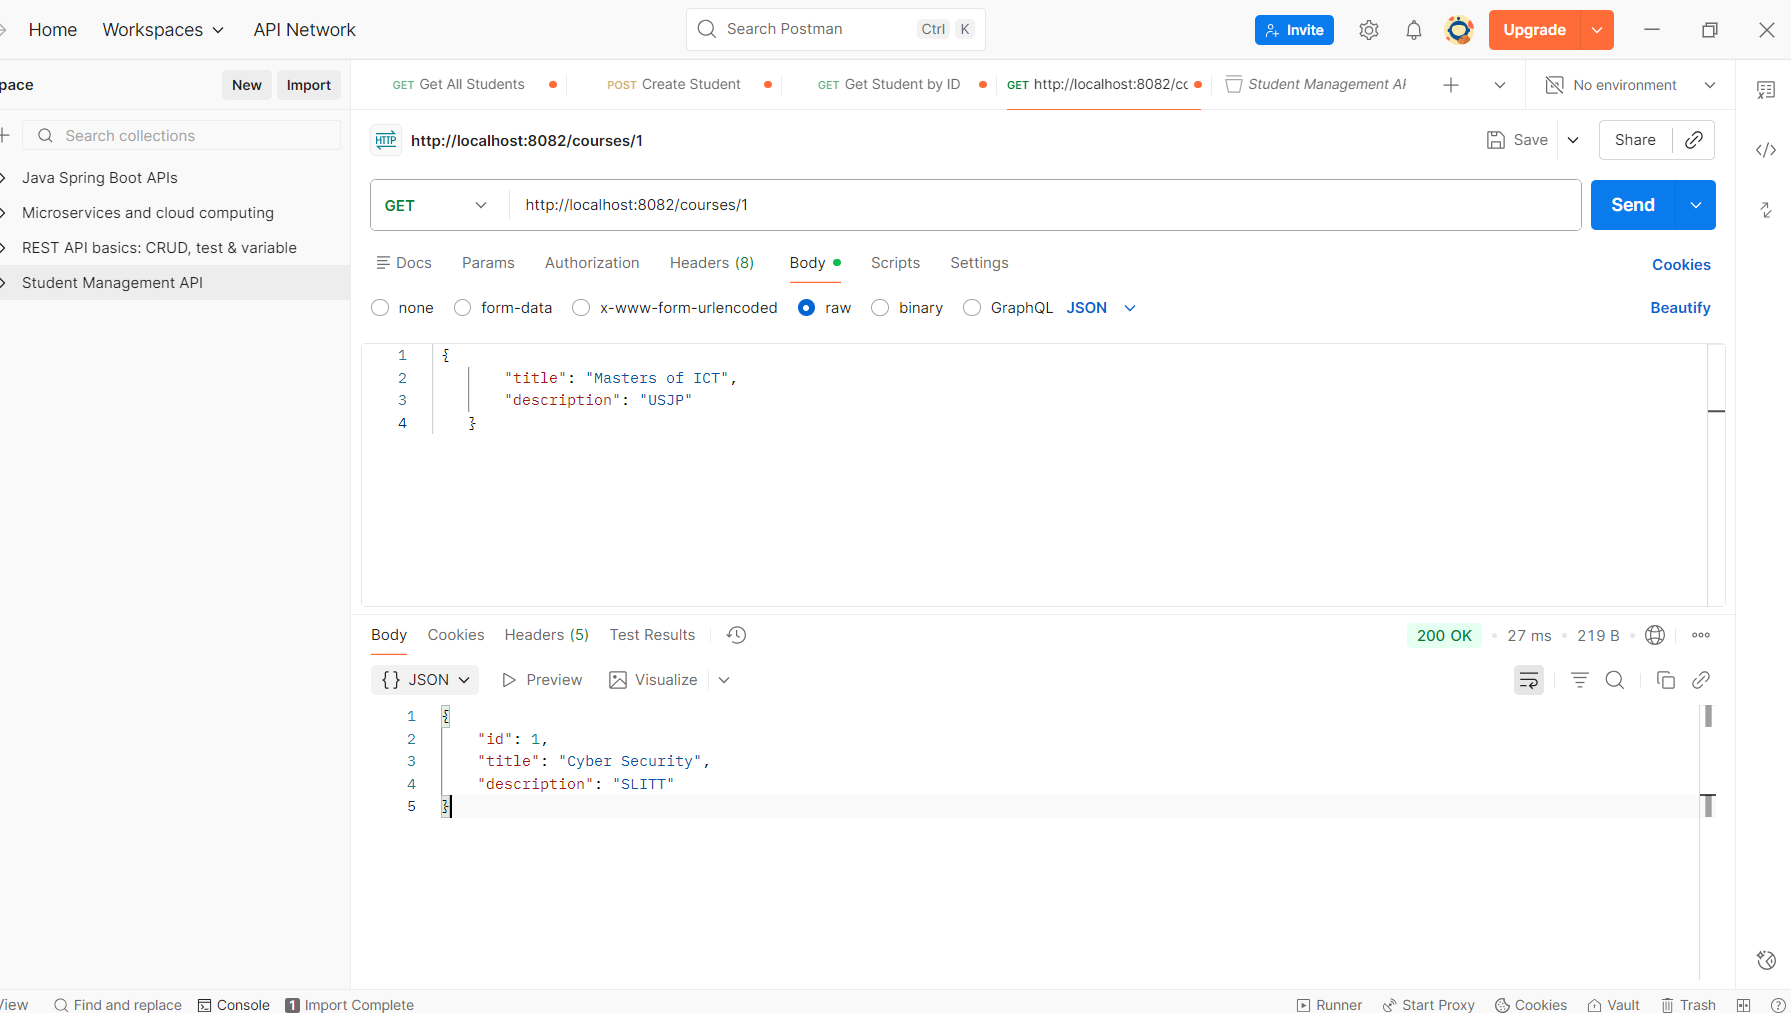 Home
Workspaces
API Network
Search Postman
Ctrl K
Invite
Upgrade
pace
New
Import
GET Get All Students
POST Create Student
GET Get Student by ID
GET http://localhost:8082/cc
Student Management AF
No environment
Search collections
Java Spring Boot APIs
Microservices and cloud computing
REST API basics: CRUD, test & variable
Student Management API
HTTP http://localhost:8082/courses/1
Save
Share
GET http://localhost:8082/courses/1
Send
Docs Params Authorization Headers (8) Body Scripts Settings
Cookies
none form-data x-www-form-urlencoded raw binary GraphQL JSON
Beautify
1 {
2 "title": "Masters of ICT",
3 "description": "USJP"
4 }
Body Cookies Headers (5) Test Results
200 OK 27 ms 219 B
{} JSON Preview Visualize
1 {
2 "id": 1,
3 "title": "Cyber Security",
4 "description": "SLITT"
5 }
View Find and replace Console 1 Import Complete
Runner Start Proxy Cookies Vault Trash